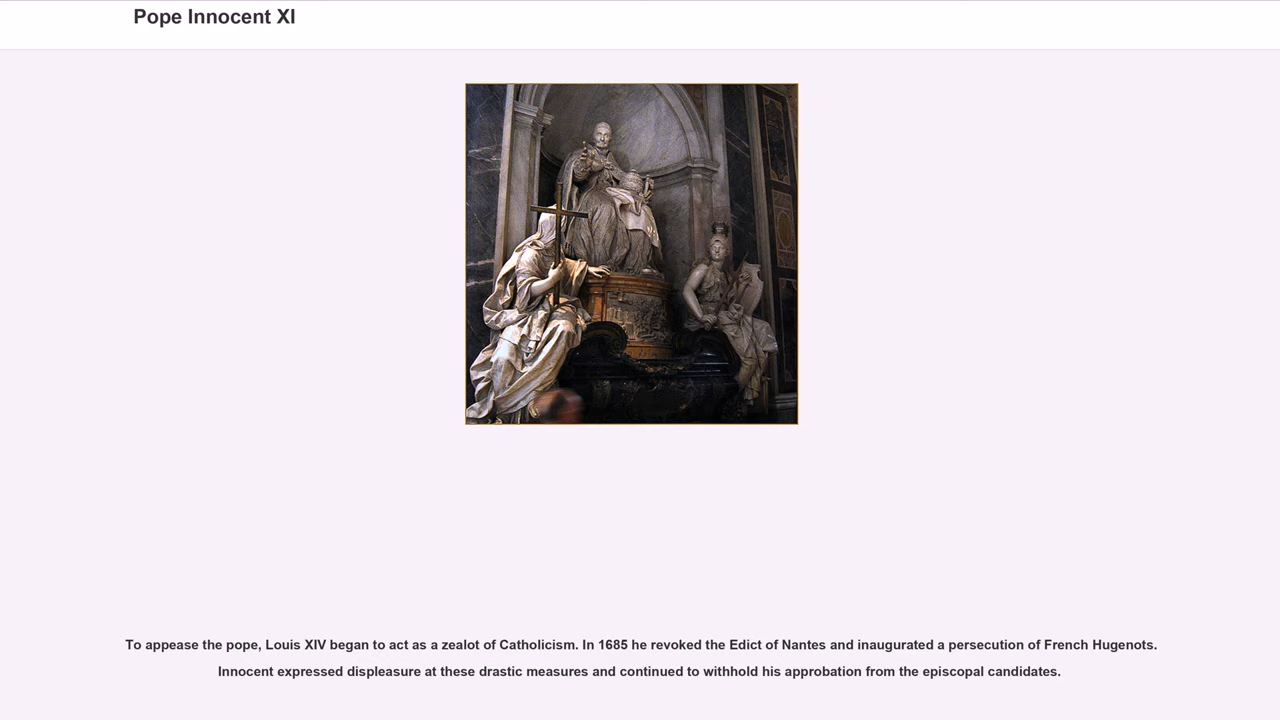 Pope Innocent XI
To appease the pope, Louis XIV began to act as a zealot of Catholicism. In 1685 he revoked the Edict of Nantes and inaugurated a persecution of French Hugenots.
Innocent expressed displeasure at these drastic measures and continued to withhold his approbation from the episcopal candidates.